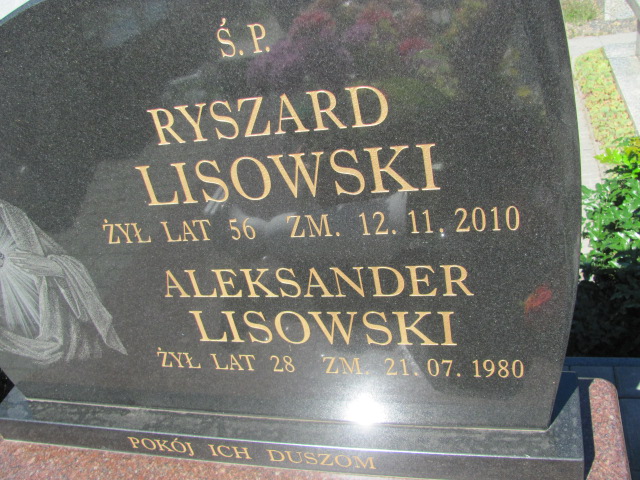 Ś.P.
RYSZARD
LISOWSKI
ŻYŁ LAT 56 ZM. 12.11.2010
ALEKSANDER
LISOWSKI
ŻYŁ LAT 28 ZM. 21.07.1980
POKÓJ ICH DUSZOM